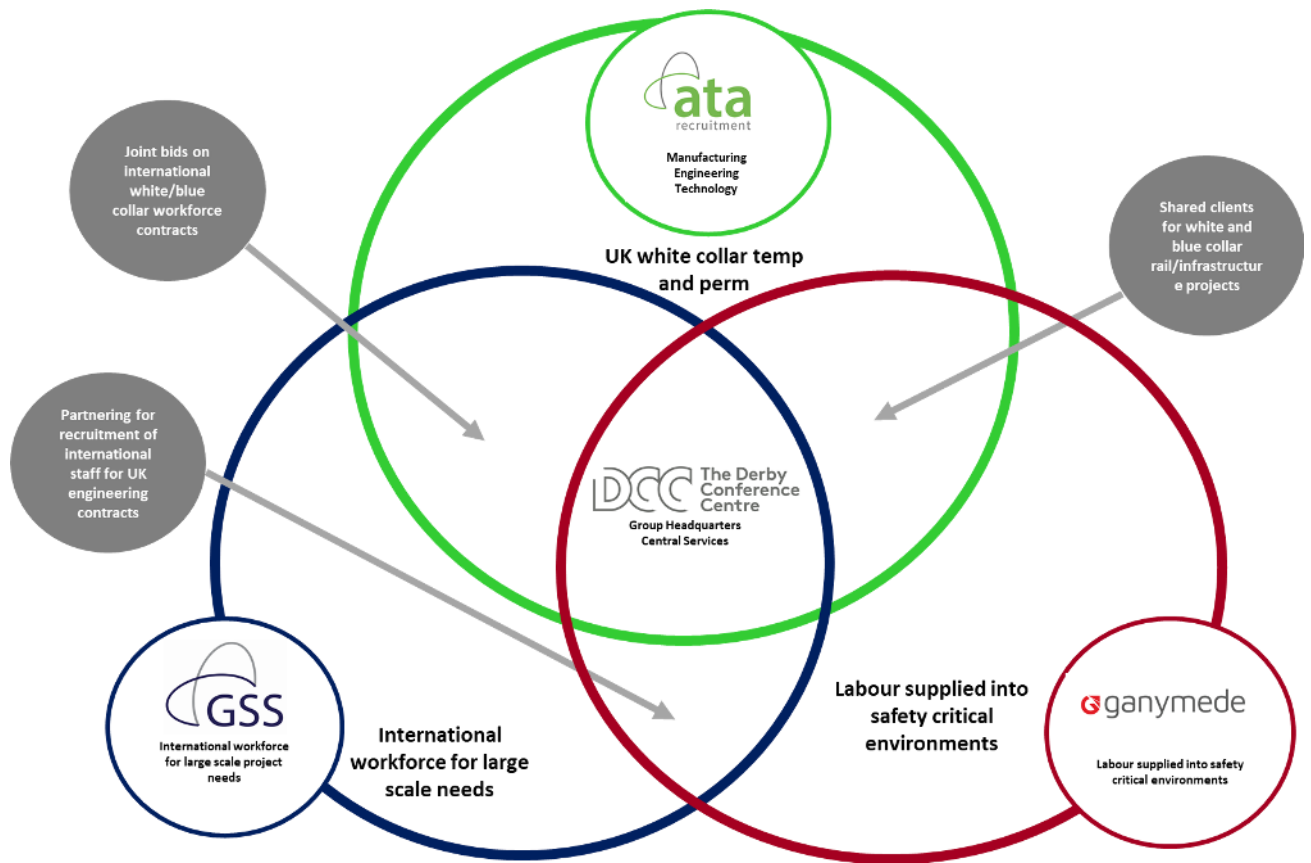 ata
recruitment
Manufacturing
Engineering
Technology
Joint bids on
international
white/blue
collar workforce
contracts
Shared clients
for white and
blue collar
rail/infrastructur
e projects
UK white collar temp
and perm
Partnering for
recruitment of
international
staff for UK
engineering
contracts
DCC The Derby
Conference
Centre
Group Headquarters
Central Services
GSS
International workforce
for large scale project
needs
International
workforce for large
scale needs
Labour supplied into
safety critical
environments
ganymede
Labour supplied into safety
critical environments